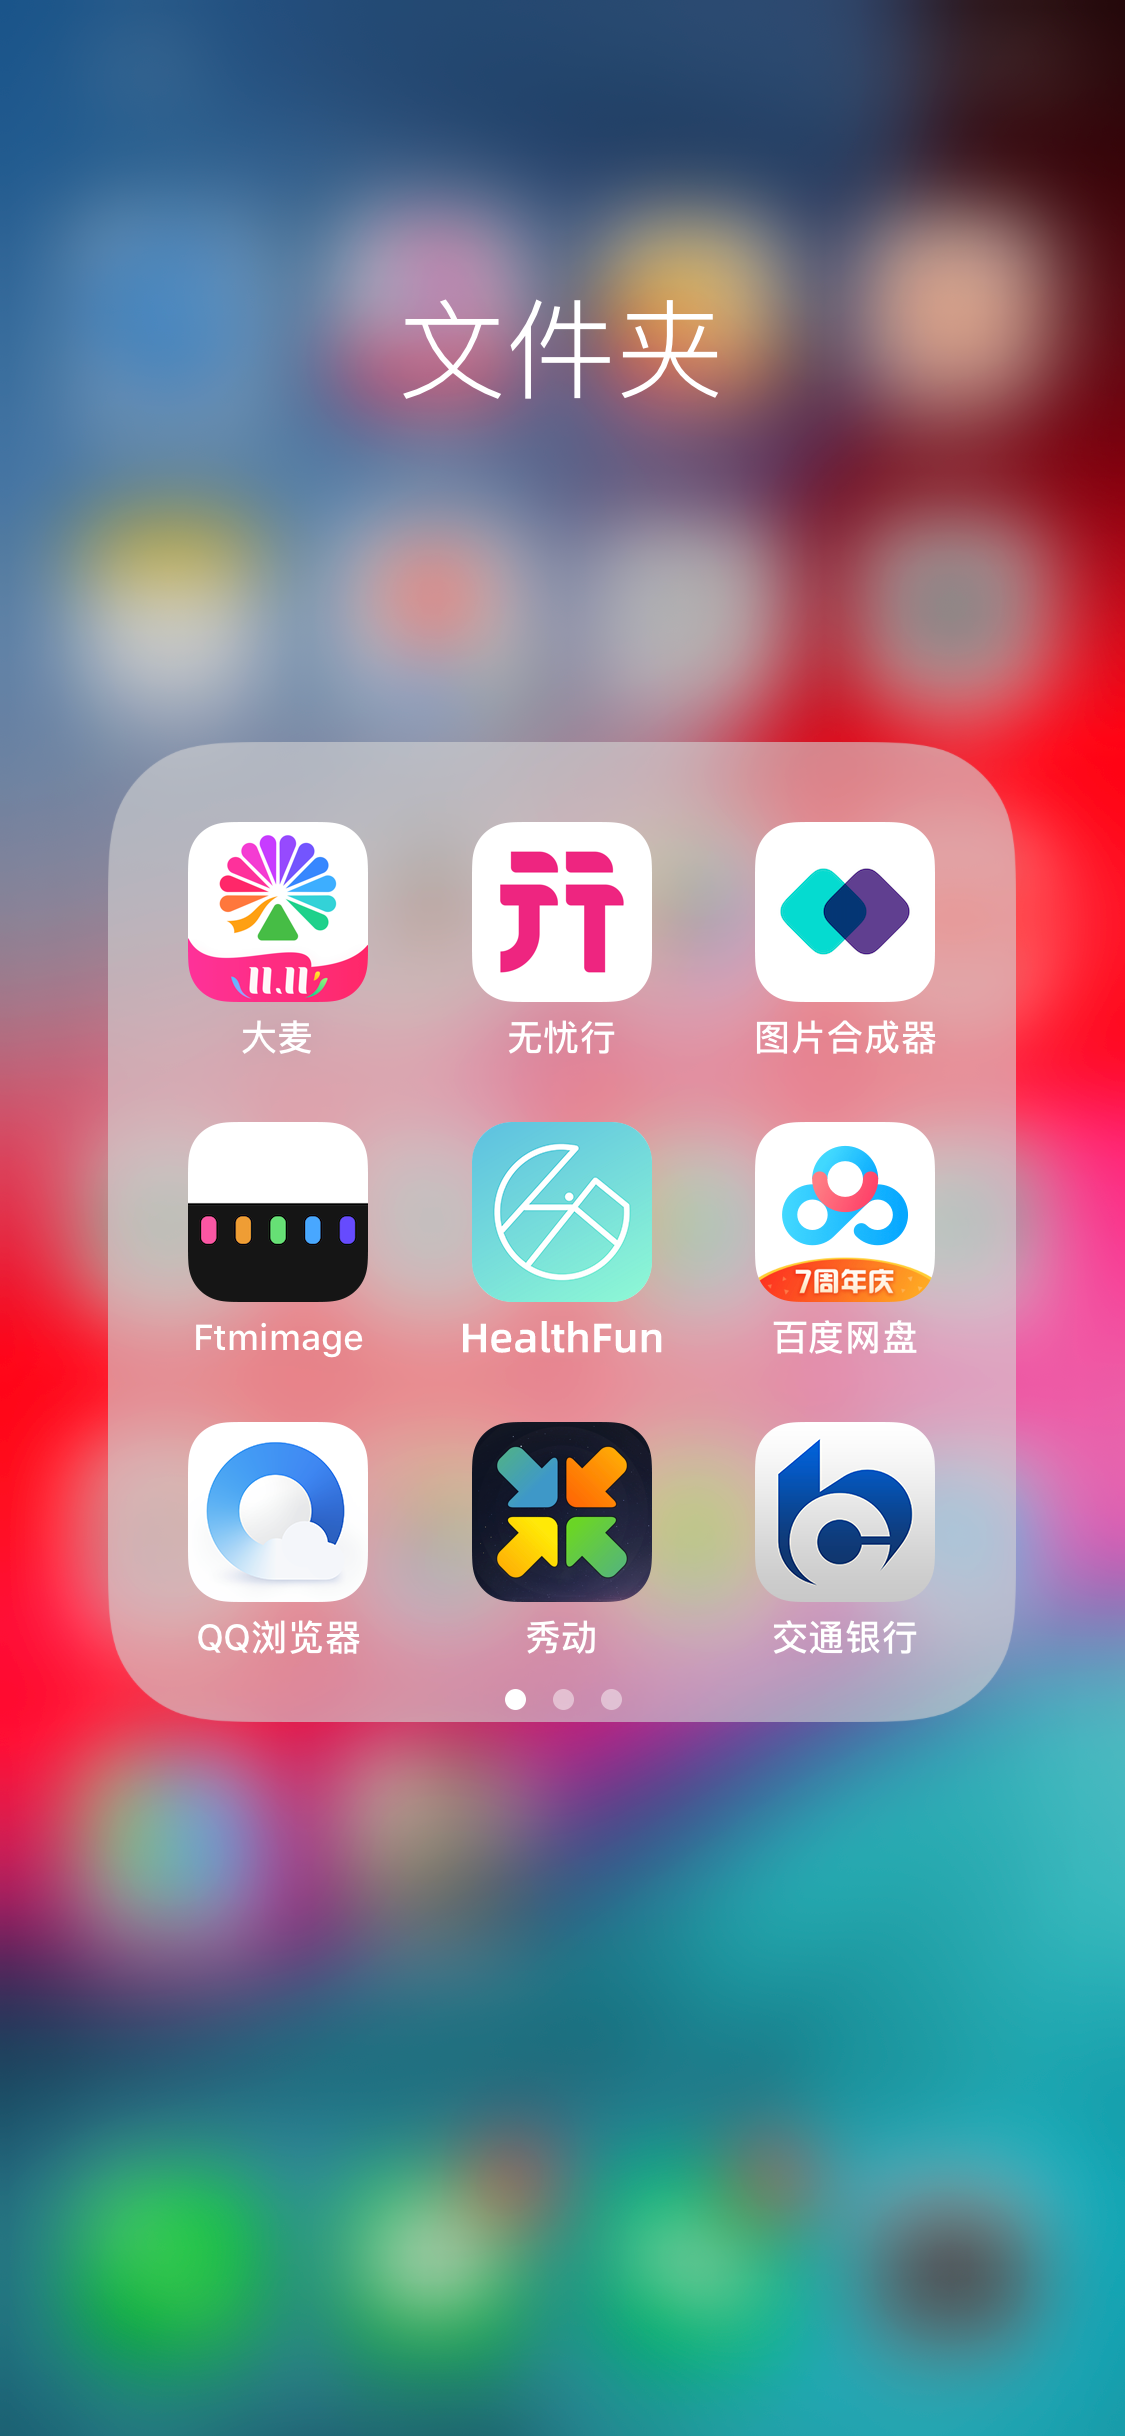 文件夹
11.11
大麦
无忧行
图片合成器
7周年庆
Ftmimage
HealthFun
百度网盘
QQ浏览器
秀动
交通银行